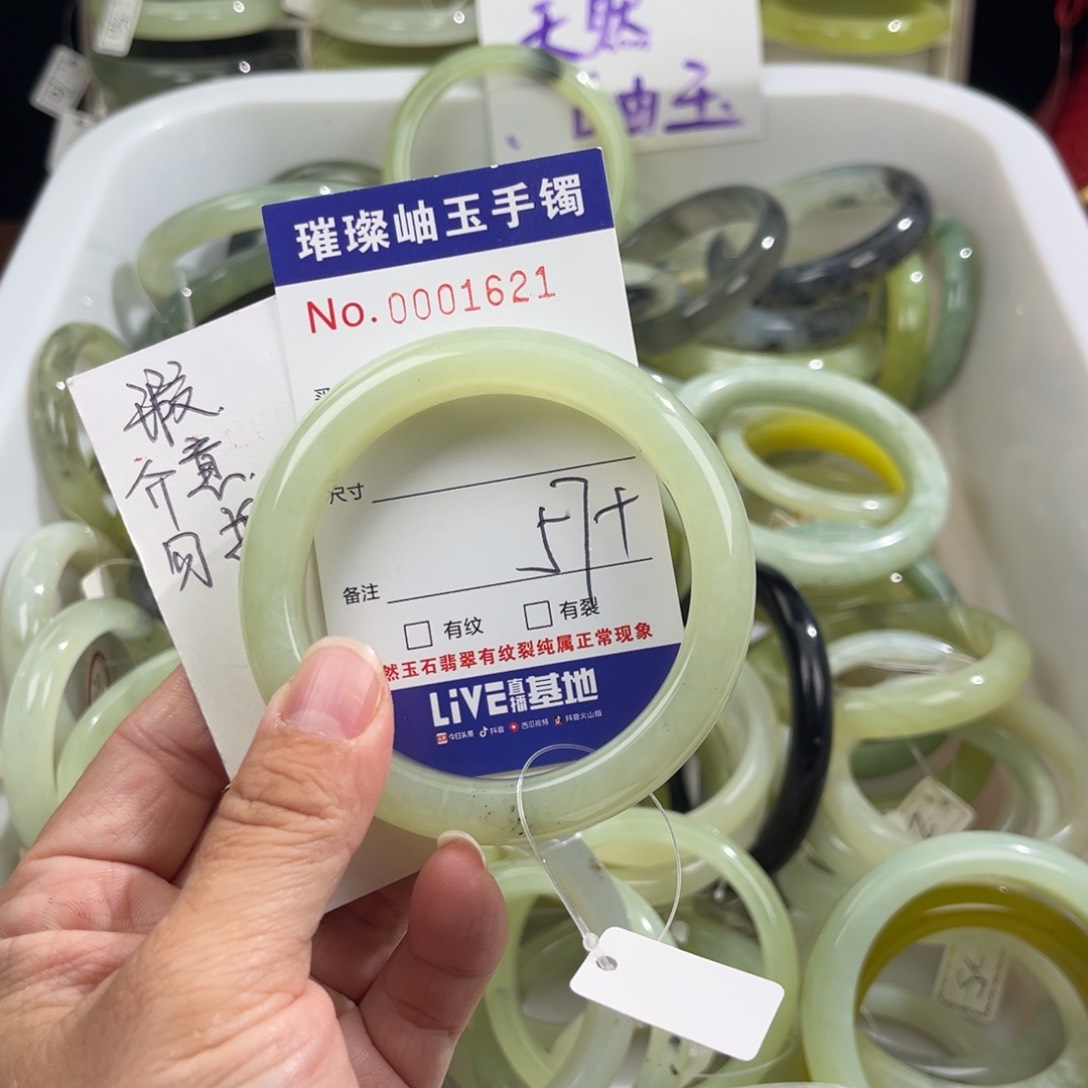 天然
岫玉
璀璨岫玉手镯
No. 0001621
瑕
介意
勿拍
尺寸
57+
备注
□ 有纹 □ 有裂
然玉石翡翠有纹裂纯属正常现象
LiVE直播基地
今日头条 抖音 西瓜视频 抖音火山版